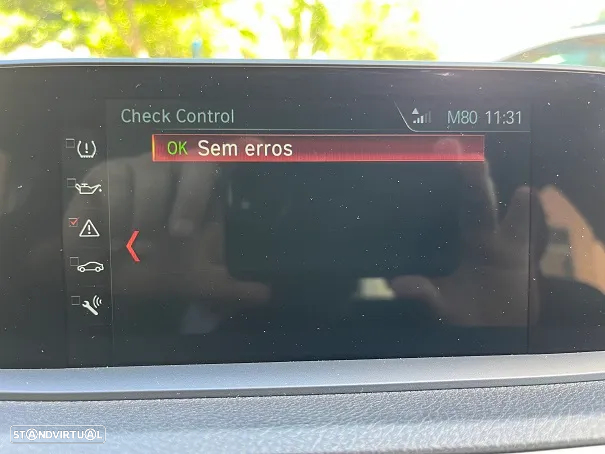 Check Control
M80 11:31
OK Sem erros
STANDVIRTUAL